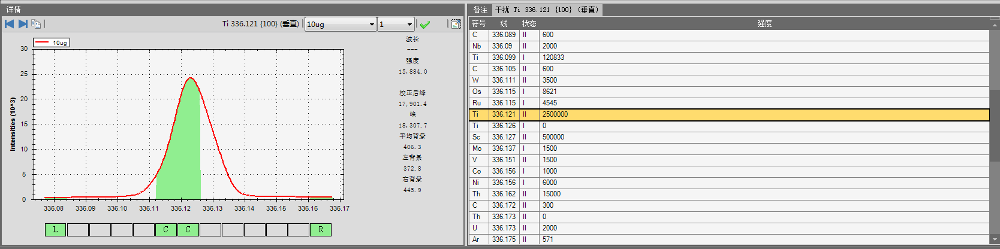 详情
Ti 336.121 {100} (垂直) 10ug 1
10ug
波长
---
强度
15,884.0
校正后峰
17,901.4
峰
18,307.7
平均背景
406.3
左背景
372.8
右背景
445.9
Intensities (10^3)
30
25
20
15
10
5
0
336.08 336.09 336.10 336.11 336.12 336.13 336.14 336.15 336.16 336.17
L C C R
备注 干扰 Ti 336.121 {100} (垂直)
符号 线 状态 强度
C 336.089 II 600
Nb 336.09 II 2000
Ti 336.099 I 120833
C 336.105 II 600
W 336.111 II 3500
Os 336.115 I 8621
Ru 336.115 I 4545
Ti 336.121 II 2500000
Ti 336.126 I 0
Sc 336.127 II 500000
Mo 336.137 I 1500
V 336.151 II 1500
Co 336.156 I 1000
Ni 336.156 I 6000
Th 336.162 II 15000
C 336.172 II 300
Th 336.173 II 0
U 336.173 II 2000
Ar 336.175 II 571